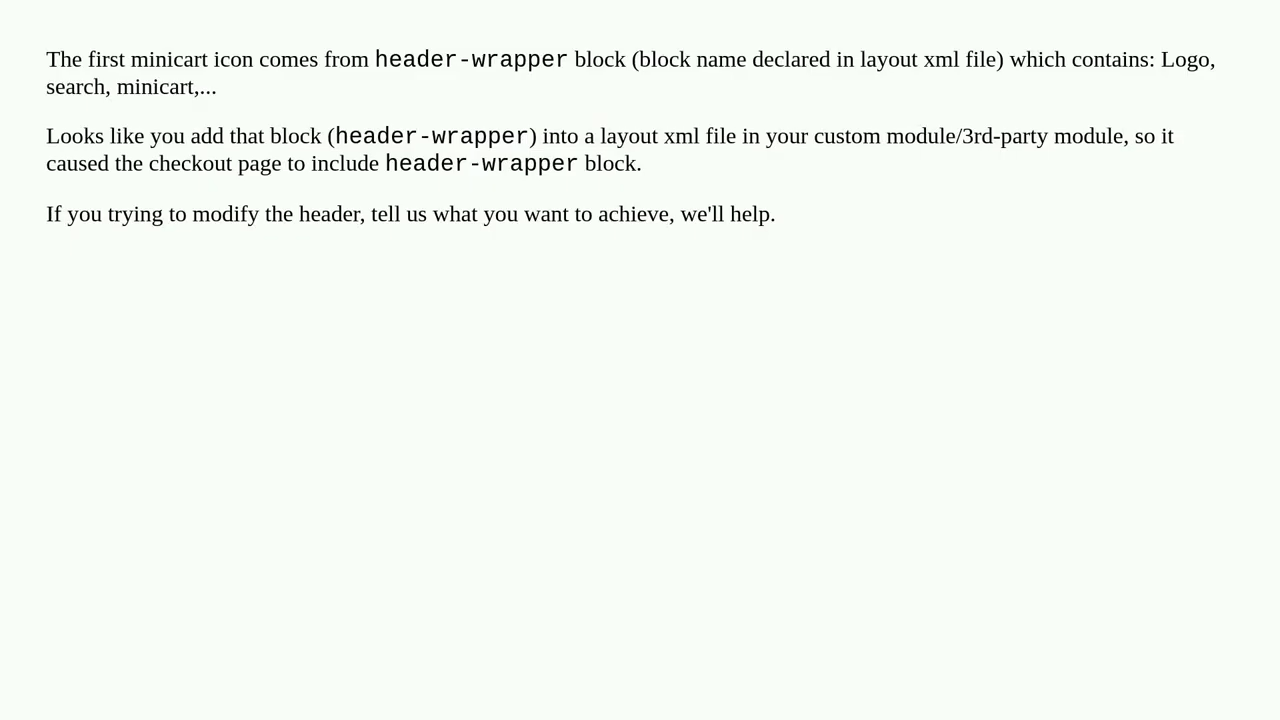 The first minicart icon comes from header-wrapper block (block name declared in layout xml file) which contains: Logo,
search, minicart,...
Looks like you add that block (header-wrapper) into a layout xml file in your custom module/3rd-party module, so it
caused the checkout page to include header-wrapper block.
If you trying to modify the header, tell us what you want to achieve, we'll help.